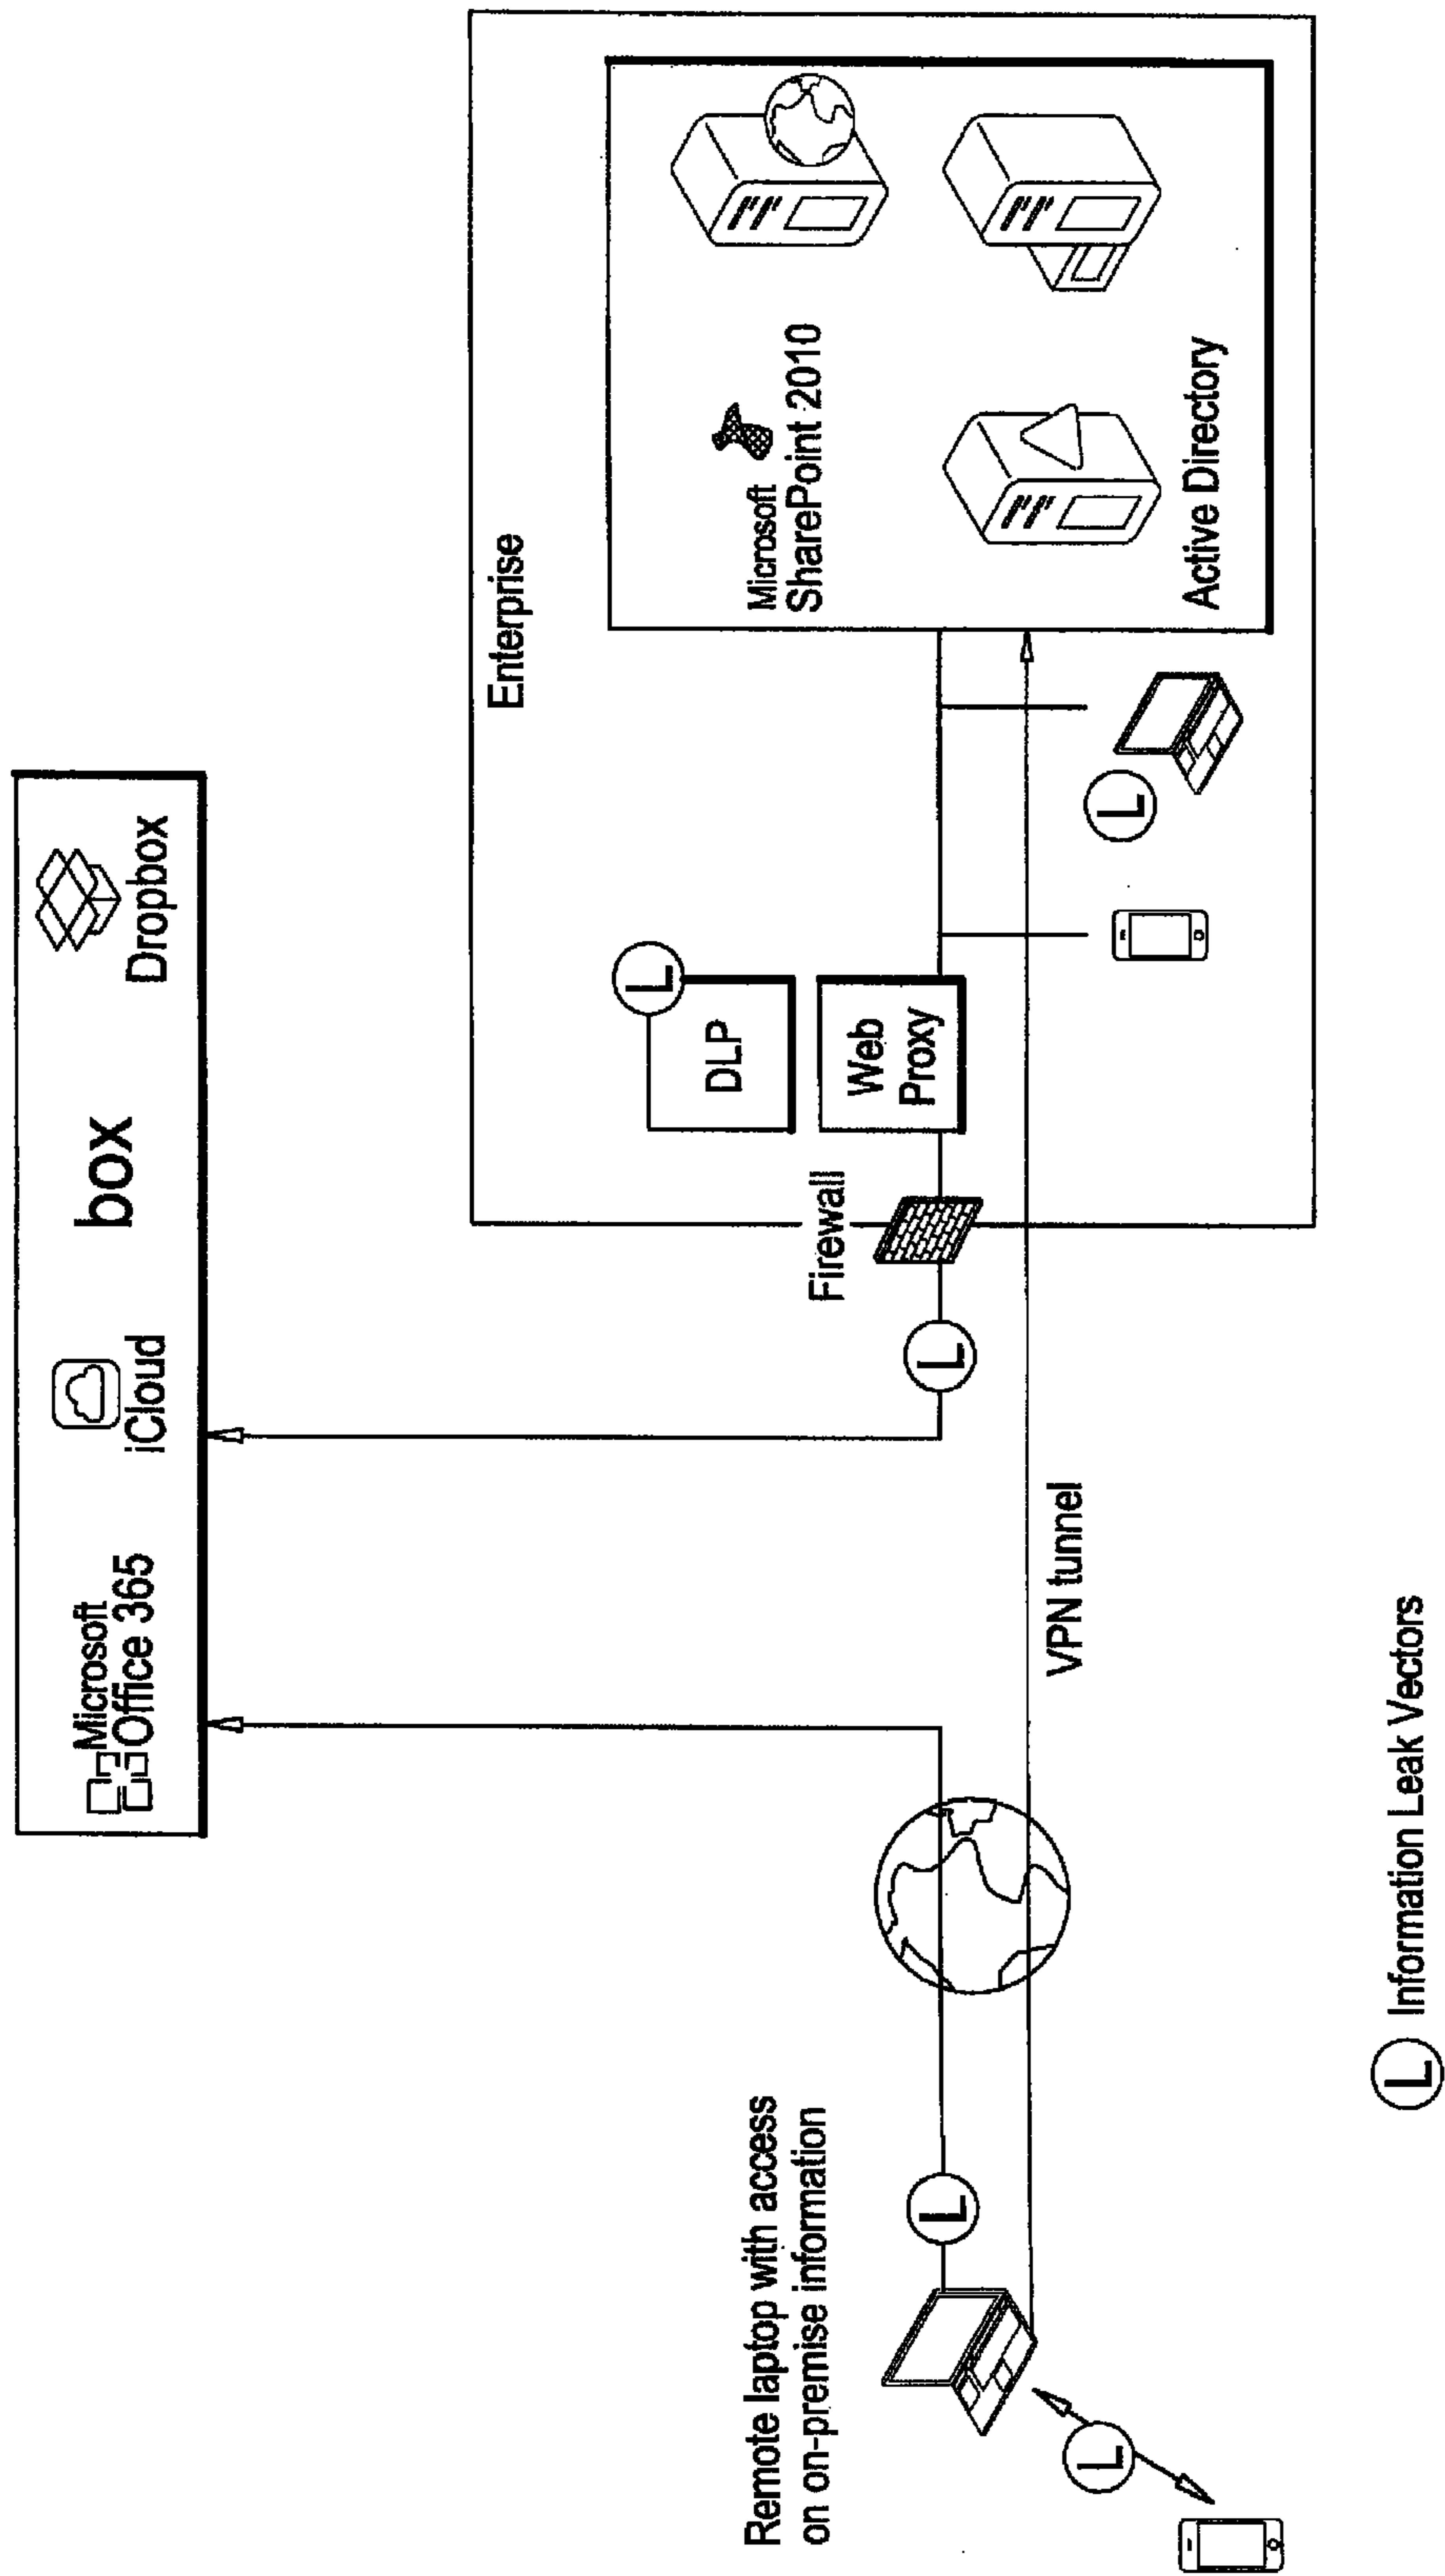 Microsoft
Office 365
iCloud
box
Dropbox
Enterprise
Microsoft
SharePoint 2010
Active Directory
DLP
L
Web
Proxy
L
Firewall
L
VPN tunnel
Remote laptop with access
on on-premise information
L
L
L Information Leak Vectors